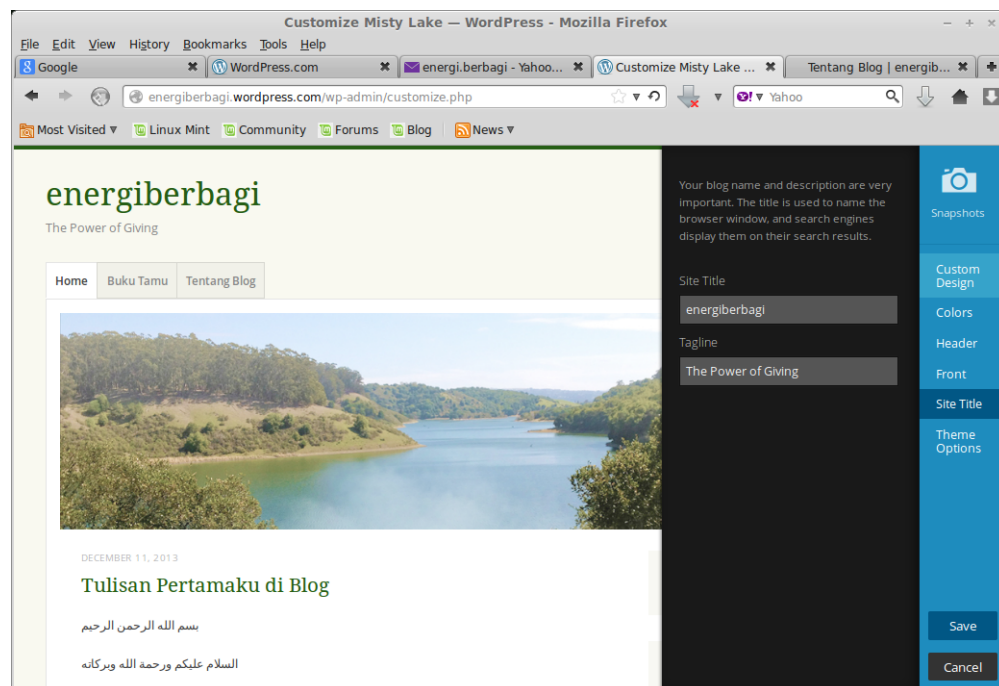 Customize Misty Lake — WordPress - Mozilla Firefox
File Edit View History Bookmarks Tools Help
Google WordPress.com energi.berbagi - Yahoo... Customize Misty Lake ... Tentang Blog | energib...
energiberbagi.wordpress.com/wp-admin/customize.php Yahoo
Most Visited Linux Mint Community Forums Blog News
energiberbagi
The Power of Giving
Home Buku Tamu Tentang Blog
DECEMBER 11, 2013
Tulisan Pertamaku di Blog
بسم الله الرحمن الرحيم
السلام عليكم ورحمة الله وبركاته
Your blog name and description are very
important. The title is used to name the
browser window, and search engines
display them on their search results.
Site Title
energiberbagi
Tagline
The Power of Giving
Snapshots
Custom
Design
Colors
Header
Front
Site Title
Theme
Options
Save
Cancel